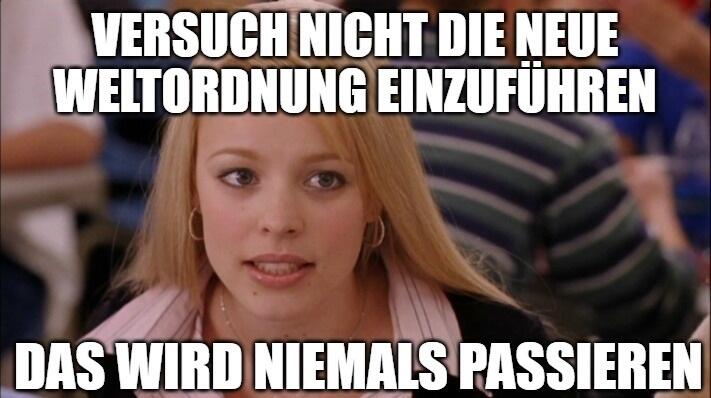 VERSUCH NICHT DIE NEUE
WELTORDNUNG EINZUFÜHREN
DAS WIRD NIEMALS PASSIEREN